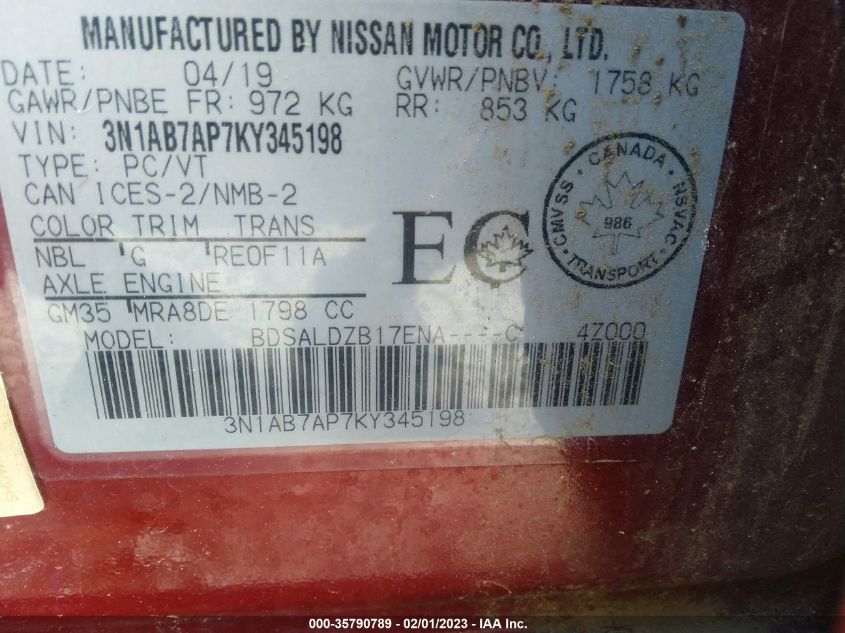 MANUFACTURED BY NISSAN MOTOR CO., LTD.
DATE: 04/19 GVWR/PNBV: 1758 KG
GAWR/PNBE FR: 972 KG RR: 853 KG
VIN: 3N1AB7AP7KY345198
TYPE: PC/VT
CAN ICES-2/NMB-2
COLOR TRIM TRANS
NBL G RE0F11A
AXLE ENGINE
GM35 MRA8DE 1798 CC
EC
CANADA
CMVSS NSVAC
986
TRANSPORT
MODEL: BDSALDZB17ENA----C 4Z000
3N1AB7AP7KY345198
000-35790789 - 02/01/2023 - IAA Inc.